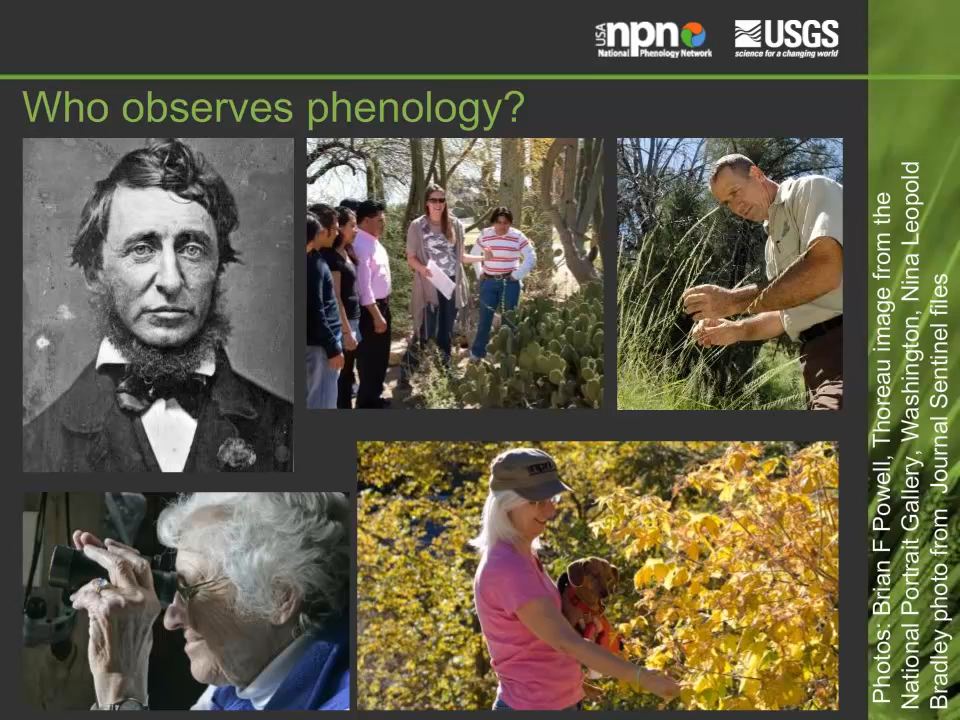 USA npn
National Phenology Network
USGS
science for a changing world
Who observes phenology?
npn
Photos: Brian F Powell, Thoreau image from the
National Portrait Gallery, Washington, Nina Leopold
Bradley photo from Journal Sentinel files